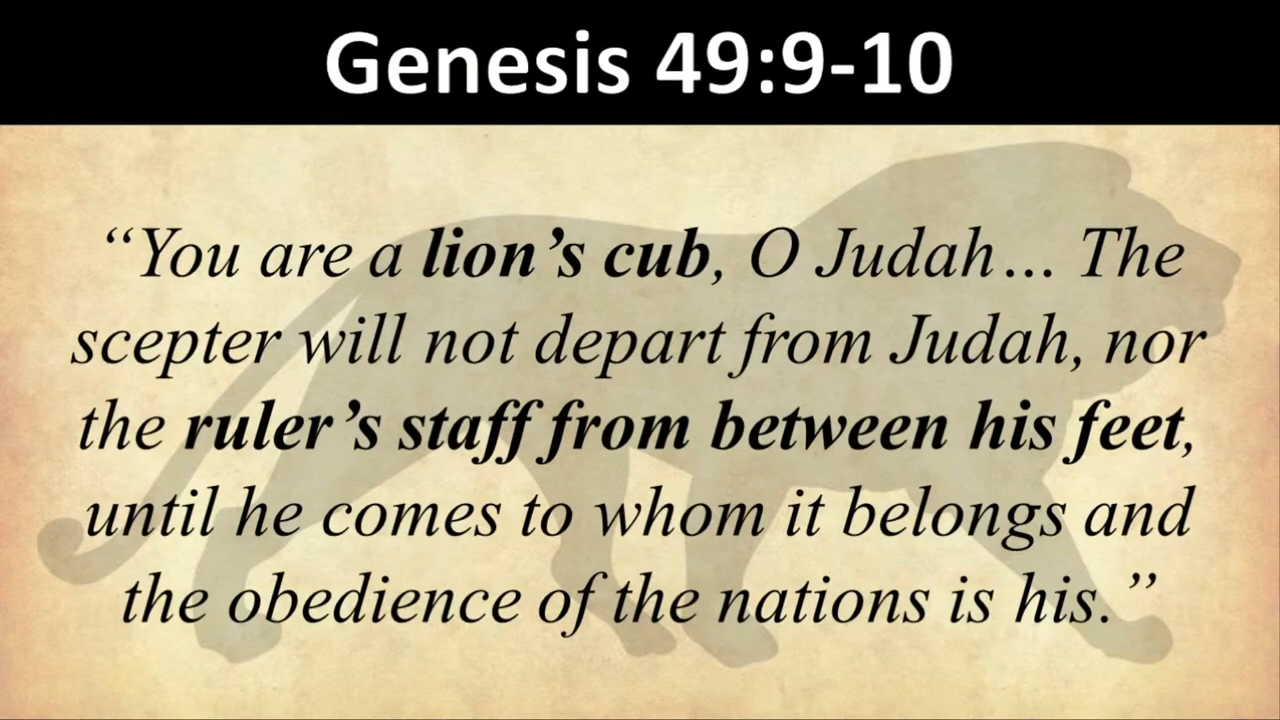 Genesis 49:9-10
“You are a lion’s cub, O Judah… The
scepter will not depart from Judah, nor
the ruler’s staff from between his feet,
until he comes to whom it belongs and
the obedience of the nations is his.”